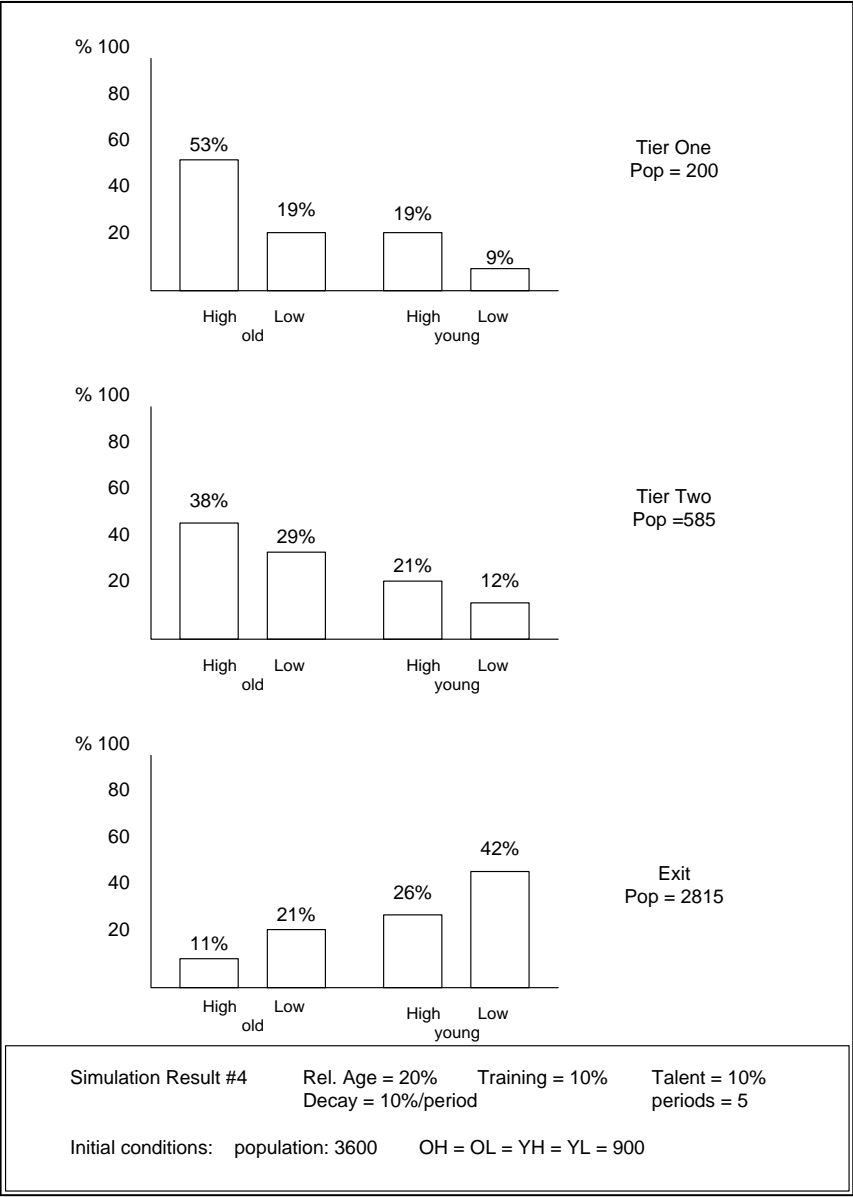 % 100
80
60
40
20
53%
19%
19%
9%
High Low High Low
old young
Tier One
Pop = 200
% 100
80
60
40
20
38%
29%
21%
12%
High Low High Low
old young
Tier Two
Pop =585
% 100
80
60
40
20
11%
21%
26%
42%
High Low High Low
old young
Exit
Pop = 2815
Simulation Result #4 Rel. Age = 20% Training = 10% Talent = 10%
Decay = 10%/period periods = 5
Initial conditions: population: 3600 OH = OL = YH = YL = 900